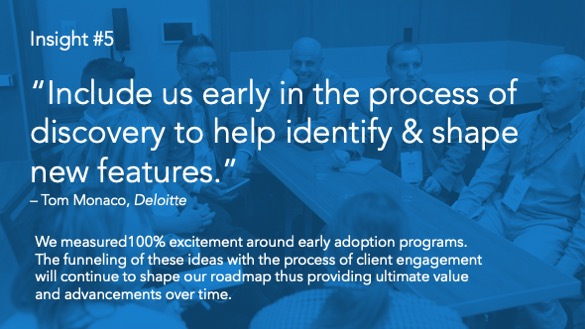 Insight #5
“Include us early in the process of
discovery to help identify & shape
new features.”
– Tom Monaco, Deloitte
We measured100% excitement around early adoption programs.
The funneling of these ideas with the process of client engagement
will continue to shape our roadmap thus providing ultimate value
and advancements over time.